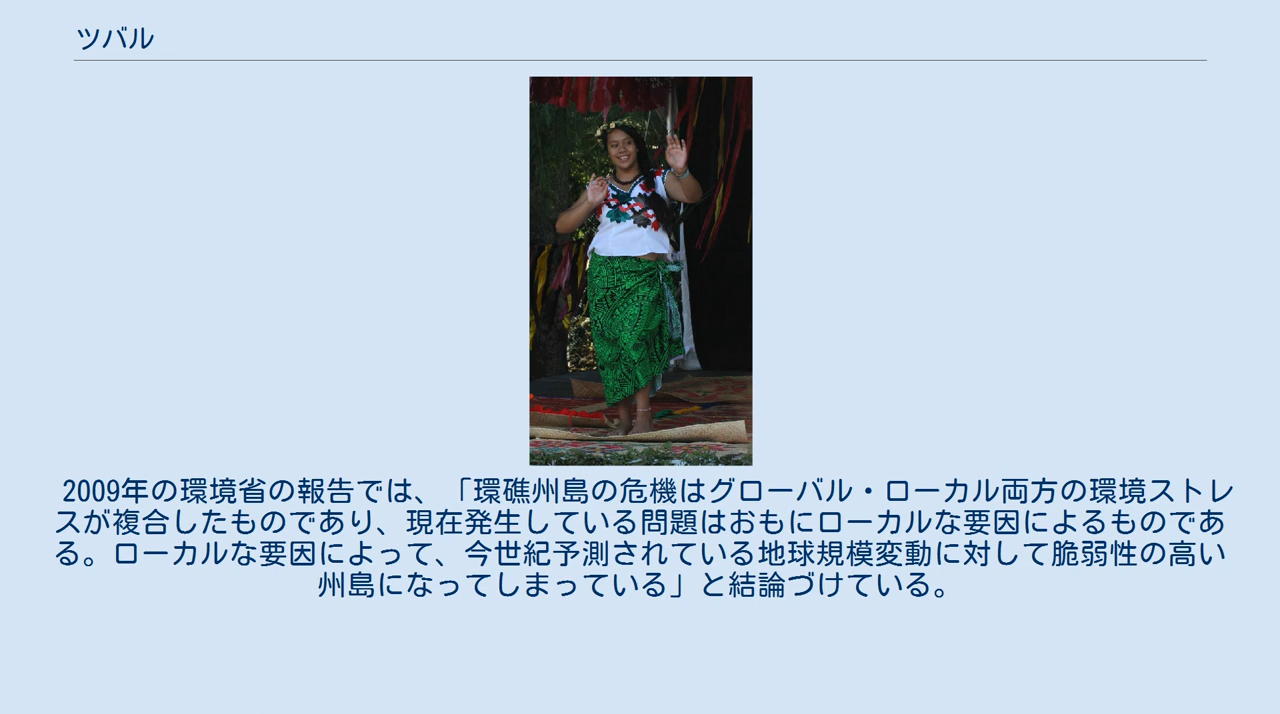 ツバル
2009年の環境省の報告では、「環礁州島の危機はグローバル・ローカル両方の環境ストレ
スが複合したものであり、現在発生している問題はおもにローカルな要因によるものであ
る。ローカルな要因によって、今世紀予測されている地球規模変動に対して脆弱性の高い
州島になってしまっている」と結論づけている。